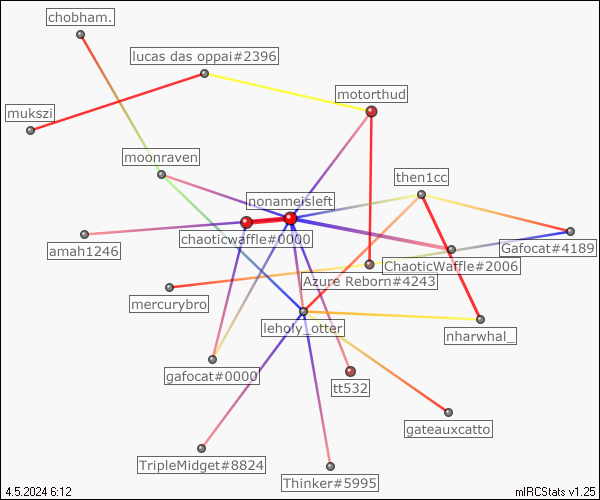 chobham.
lucas das oppai#2396
motorthud
mukszi
moonraven
then1cc
nonameisleft
chaoticwaffle#0000
amah1246
Gafocat#4189
ChaoticWaffle#2006
Azure Reborn#4243
mercurybro
lehofy_otter
nharwhal_
gafocat#0000
tt532
gateauxcatto
TripleMidget#8824
Thinker#5995
4.5.2024 6:12
mIRCStats v1.25